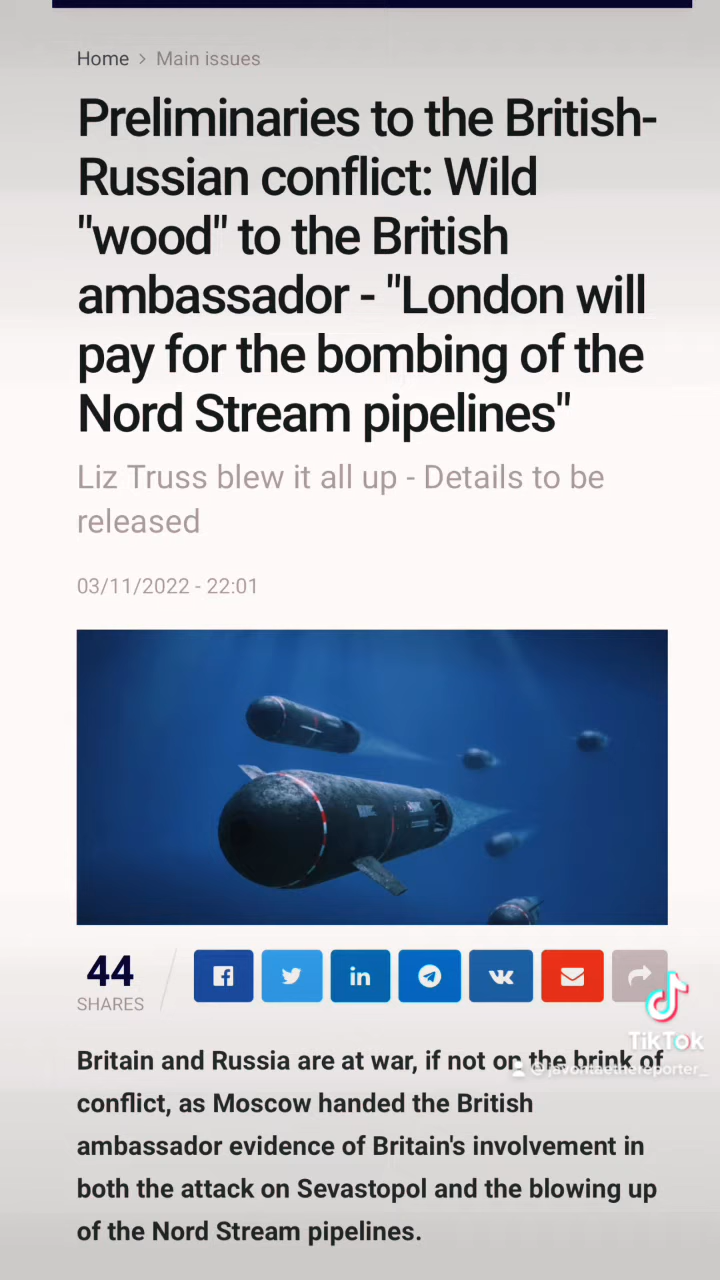 Home > Main issues
Preliminaries to the British-
Russian conflict: Wild
"wood" to the British
ambassador - "London will
pay for the bombing of the
Nord Stream pipelines"
Liz Truss blew it all up - Details to be
released
03/11/2022 - 22:01
44
SHARES
TikTok
@javontaethereporter_
Britain and Russia are at war, if not on the brink of
conflict, as Moscow handed the British
ambassador evidence of Britain's involvement in
both the attack on Sevastopol and the blowing up
of the Nord Stream pipelines.